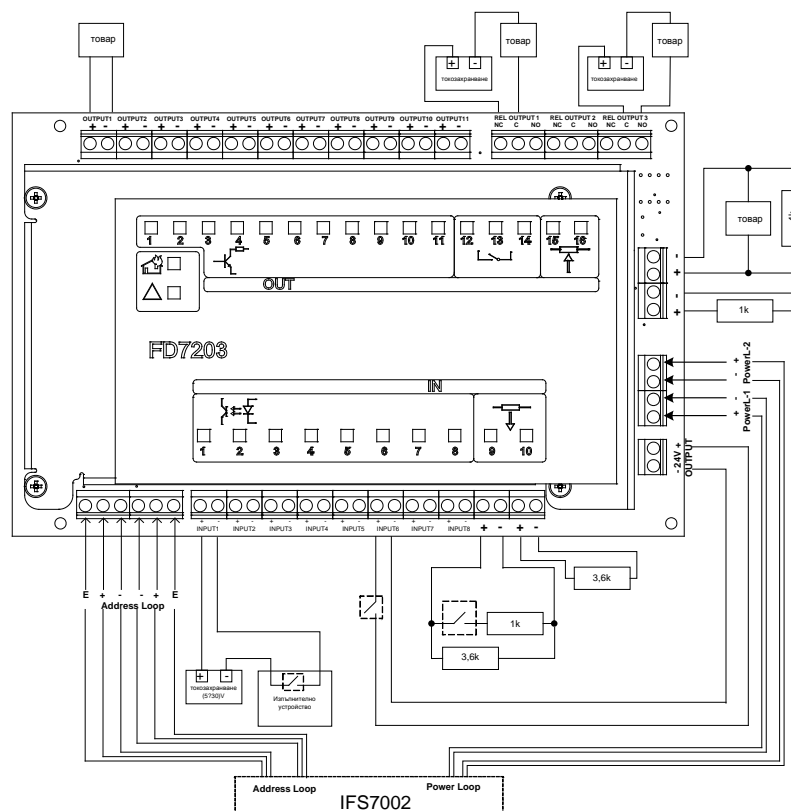 товар
+ -
токозахранване
товар
+ -
токозахранване
товар
OUTPUT1 OUTPUT2 OUTPUT3 OUTPUT4 OUTPUT5 OUTPUT6 OUTPUT7 OUTPUT8 OUTPUT9 OUTPUT10 OUTPUT11
+ - + - + - + - + - + - + - + - + - + - + -
REL OUTPUT 1 REL OUTPUT 2 REL OUTPUT 3
NC C NO NC C NO NC C NO
1 2 3 4 5 6 7 8 9 10 11 12 13 14 15 16
OUT
товар
-
+
-
+
1k
FD7203
IN
1 2 3 4 5 6 7 8 9 10
+ - PowerL-2
- + PowerL-1
- 24V +
OUTPUT
+ - + - + - + - + - + - + - + - + - + -
INPUT1 INPUT2 INPUT3 INPUT4 INPUT5 INPUT6 INPUT7 INPUT8
E + - - + E
Address Loop
3,6k
1k
3,6k
+ -
токозахранване
(5?30)V
Изпълнително
устройство
Address Loop Power Loop
IFS7002